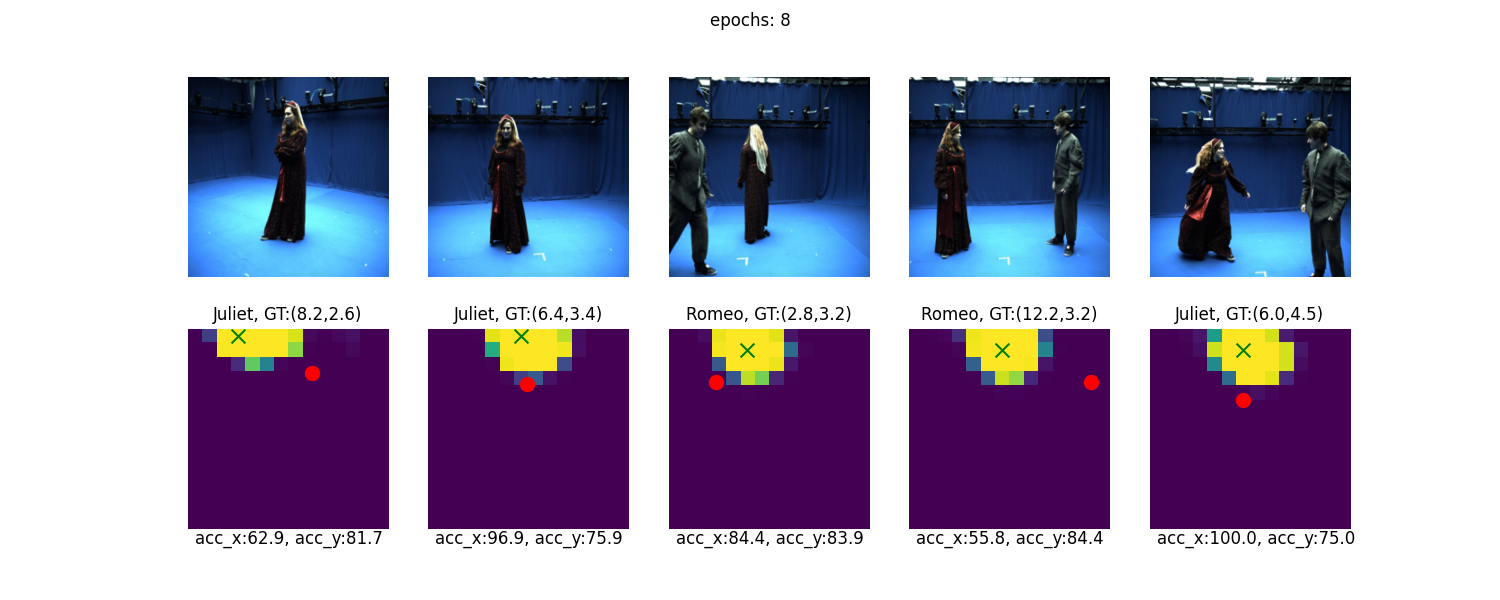 epochs: 8
Juliet, GT:(8.2,2.6)
Juliet, GT:(6.4,3.4)
Romeo, GT:(2.8,3.2)
Romeo, GT:(12.2,3.2)
Juliet, GT:(6.0,4.5)
acc_x:62.9, acc_y:81.7
acc_x:96.9, acc_y:75.9
acc_x:84.4, acc_y:83.9
acc_x:55.8, acc_y:84.4
acc_x:100.0, acc_y:75.0